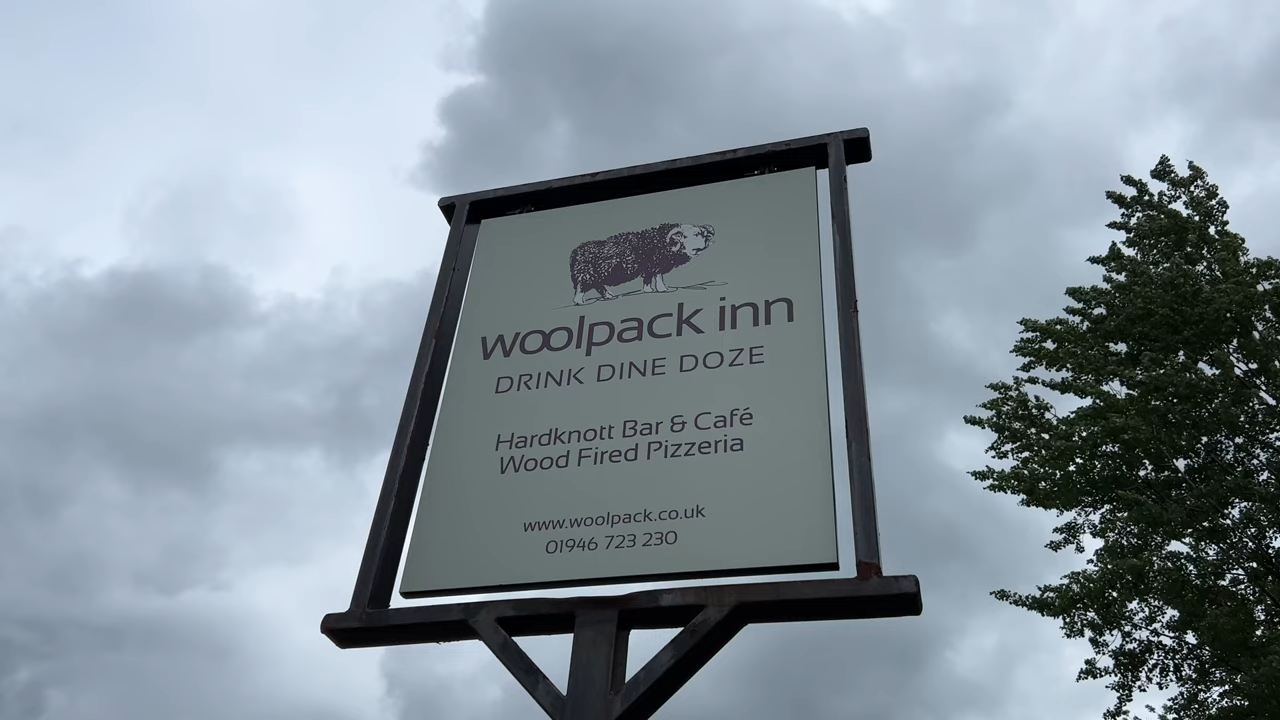 woolpack inn
DRINK DINE DOZE
Hardknott Bar & Café
Wood Fired Pizzeria
www.woolpack.co.uk
01946 723 230